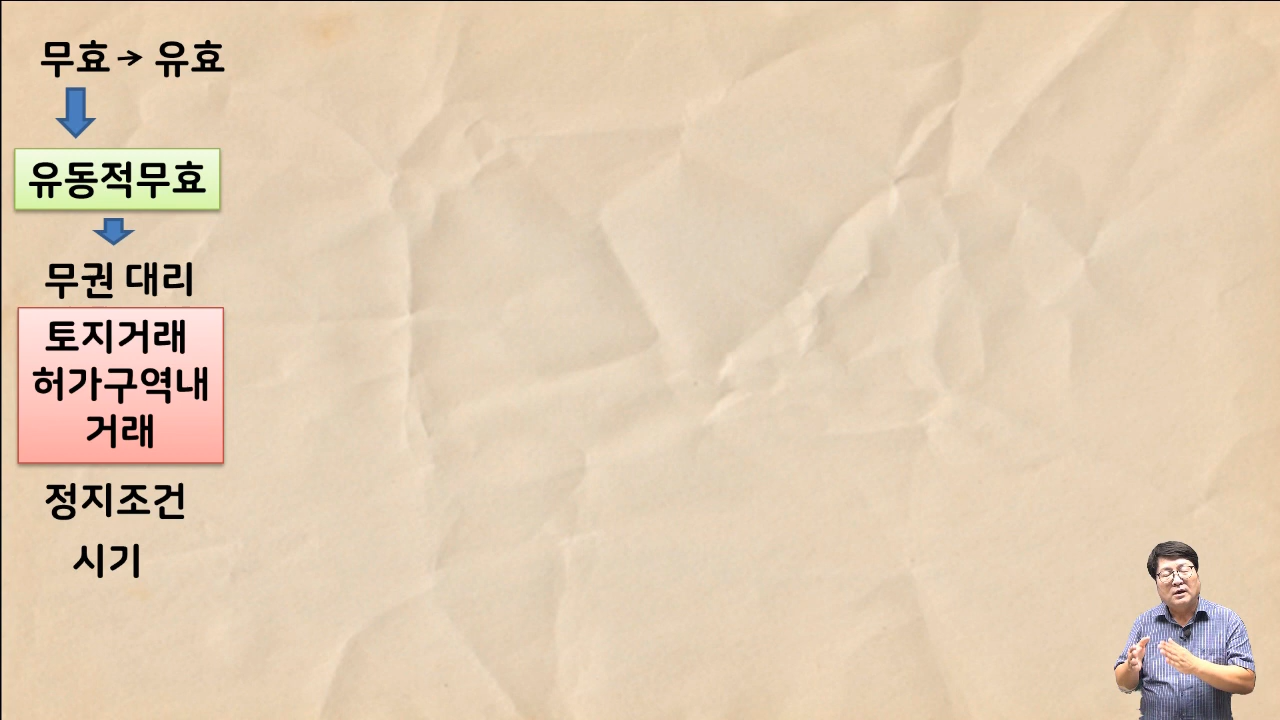 무효→ 유효
유동적무효
무권 대리
토지거래
허가구역내
거래
정지조건
시기